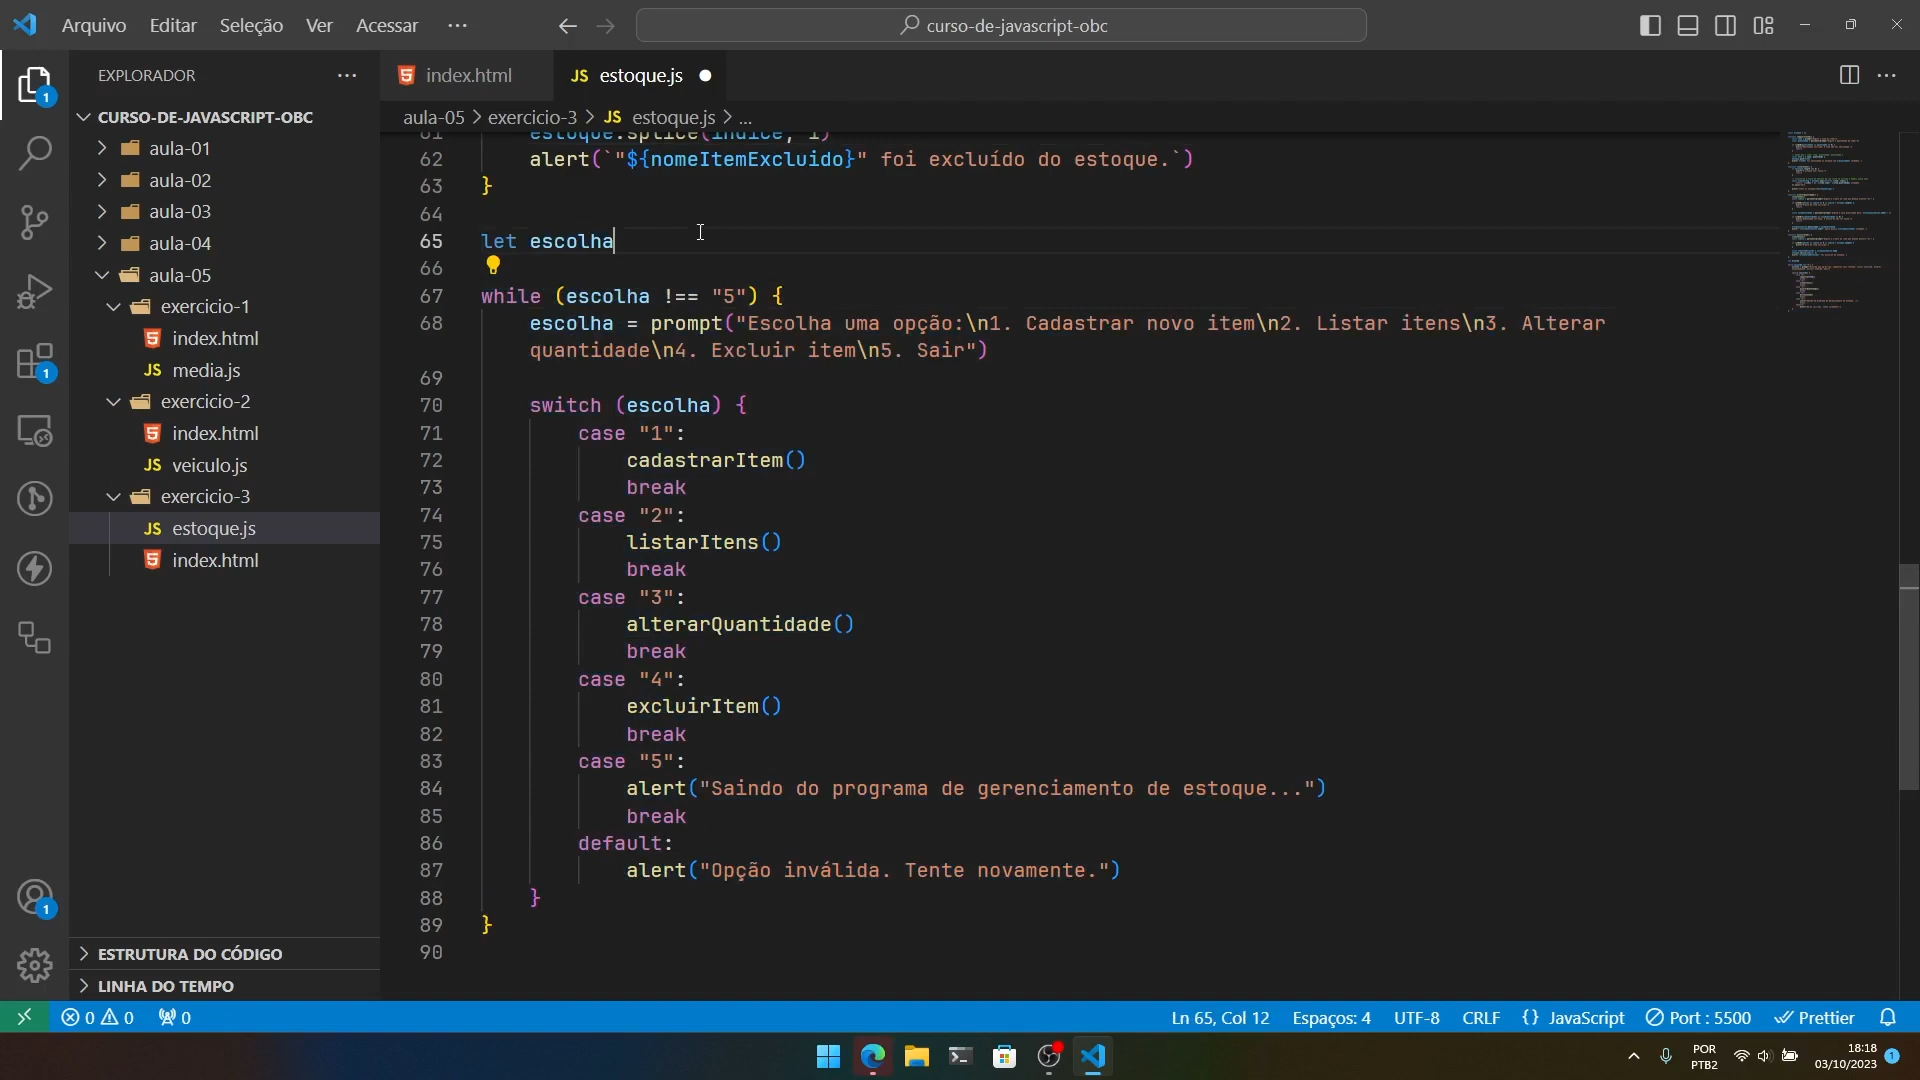 Arquivo Editar Seleção Ver Acessar ··· curso-de-javascript-obc
EXPLORADOR ···
CURSO-DE-JAVASCRIPT-OBC
aula-01
aula-02
aula-03
aula-04
aula-05
exercicio-1
index.html
JS media.js
exercicio-2
index.html
JS veiculo.js
exercicio-3
JS estoque.js
index.html
ESTRUTURA DO CÓDIGO
LINHA DO TEMPO
index.html JS estoque.js
aula-05 > exercicio-3 > JS estoque.js > ...
61 estoque.splice(indice, 1)
62 alert(`"${nomeItemExcluido}" foi excluído do estoque.`)
63 }
64
65 let escolha
66
67 while (escolha !== "5") {
68 escolha = prompt("Escolha uma opção:\n1. Cadastrar novo item\n2. Listar itens\n3. Alterar
quantidade\n4. Excluir item\n5. Sair")
69
70 switch (escolha) {
71 case "1":
72 cadastrarItem()
73 break
74 case "2":
75 listarItens()
76 break
77 case "3":
78 alterarQuantidade()
79 break
80 case "4":
81 excluirItem()
82 break
83 case "5":
84 alert("Saindo do programa de gerenciamento de estoque...")
85 break
86 default:
87 alert("Opção inválida. Tente novamente.")
88 }
89 }
90
1
1
1
0 0 0 Ln 65, Col 12 Espaços: 4 UTF-8 CRLF {} JavaScript Port : 5500 Prettier
POR
PTB2
18:18
03/10/2023
1